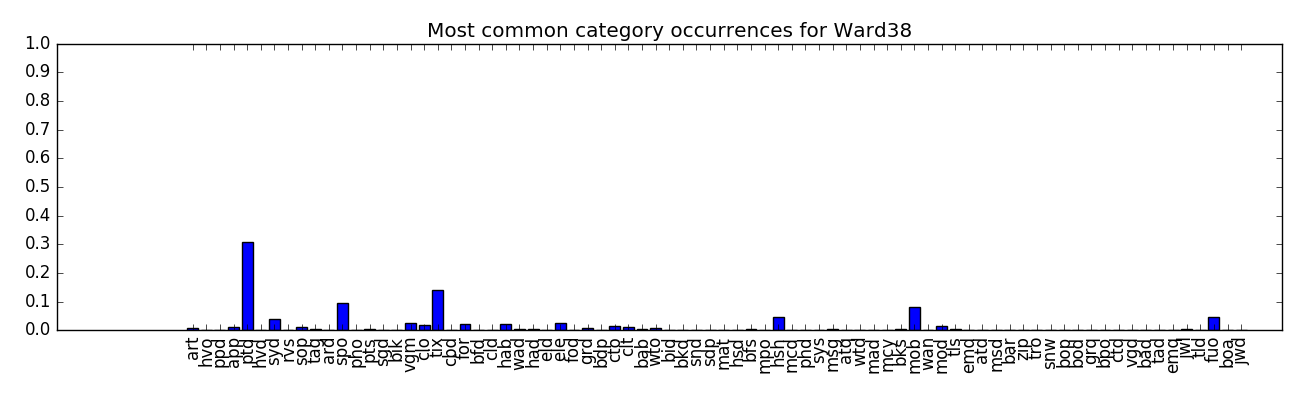 Most common category occurrences for Ward38
1.0
0.9
0.8
0.7
0.6
0.5
0.4
0.3
0.2
0.1
0.0
art
hvo
ppd
app
ptd
hvd
syd
rvs
sop
tag
ard
spo
pho
pts
sgd
blk
vgm
clo
tix
cpd
for
bfd
cld
hab
wad
had
eld
ele
fod
grd
bdp
cto
clt
bab
wto
bid
bkd
snd
sdp
mat
hsd
bfs
mpo
hsh
mcd
phd
sys
msg
atq
wtd
mad
mcy
bks
mob
wan
mod
tls
emd
atd
msd
bar
zip
tro
snw
bop
bod
grq
bpo
ctd
vgd
bad
tad
emq
jwl
tld
fuo
boa
jwd